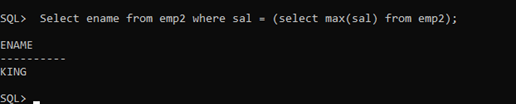 SQL>  Select ename from emp2 where sal = (select max(sal) from emp2);
ENAME
----------
KING
SQL> _